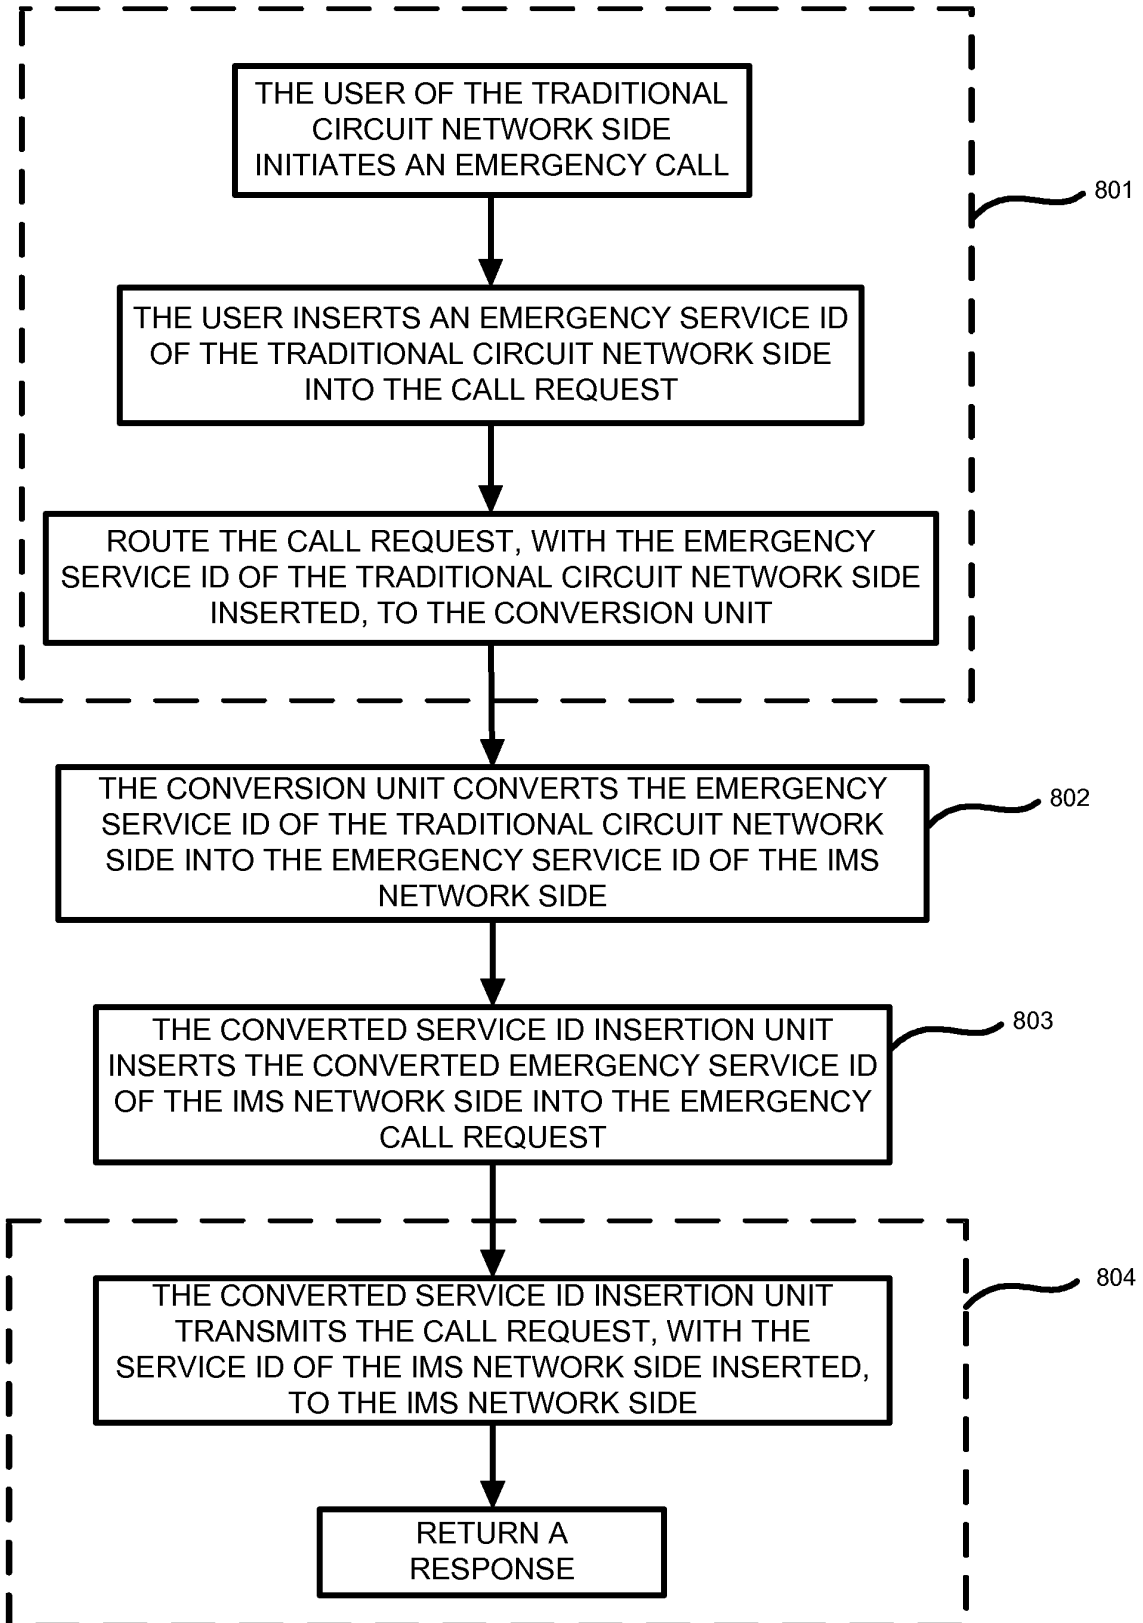 THE USER OF THE TRADITIONAL
CIRCUIT NETWORK SIDE
INITIATES AN EMERGENCY CALL
801
THE USER INSERTS AN EMERGENCY SERVICE ID
OF THE TRADITIONAL CIRCUIT NETWORK SIDE
INTO THE CALL REQUEST
ROUTE THE CALL REQUEST, WITH THE EMERGENCY
SERVICE ID OF THE TRADITIONAL CIRCUIT NETWORK SIDE
INSERTED, TO THE CONVERSION UNIT
THE CONVERSION UNIT CONVERTS THE EMERGENCY
SERVICE ID OF THE TRADITIONAL CIRCUIT NETWORK
SIDE INTO THE EMERGENCY SERVICE ID OF THE IMS
NETWORK SIDE
802
THE CONVERTED SERVICE ID INSERTION UNIT
INSERTS THE CONVERTED EMERGENCY SERVICE ID
OF THE IMS NETWORK SIDE INTO THE EMERGENCY
CALL REQUEST
803
THE CONVERTED SERVICE ID INSERTION UNIT
TRANSMITS THE CALL REQUEST, WITH THE
SERVICE ID OF THE IMS NETWORK SIDE INSERTED,
TO THE IMS NETWORK SIDE
804
RETURN A
RESPONSE